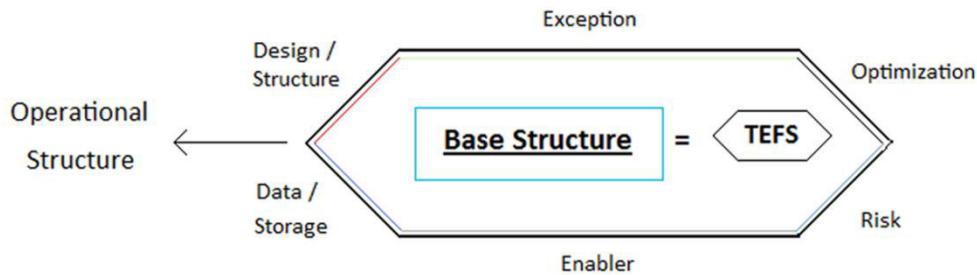 Exception
Design /
Structure
Optimization
Operational
Structure
Base Structure = TEFS
Data /
Storage
Risk
Enabler